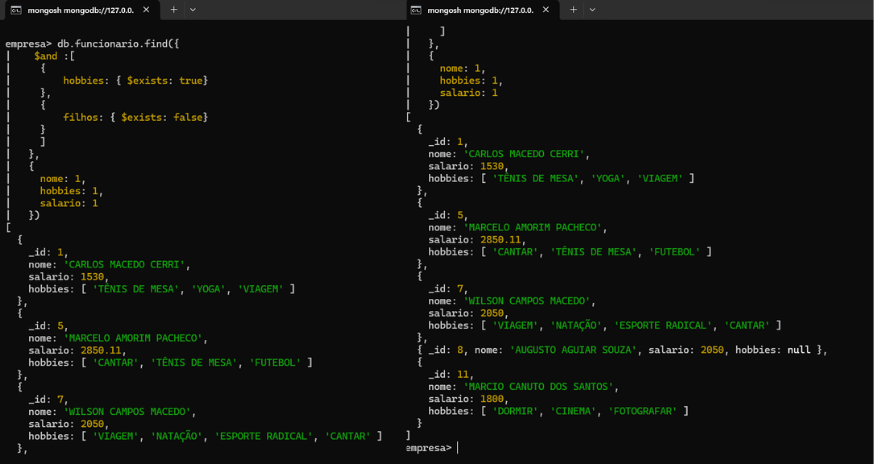 mongosh mongodb://127.0.0.
empresa> db.funcionario.find({
|    $and :[
|     {
|         hobbies: { $exists: true}
|     },
|     {
|         filhos: { $exists: false}
|     }
|     ]
|   },
|   {
|     nome: 1,
|     hobbies: 1,
|     salario: 1
|   })
[
  {
    _id: 1,
    nome: 'CARLOS MACEDO CERRI',
    salario: 1530,
    hobbies: [ 'TÊNIS DE MESA', 'YOGA', 'VIAGEM' ]
  },
  {
    _id: 5,
    nome: 'MARCELO AMORIM PACHECO',
    salario: 2850.11,
    hobbies: [ 'CANTAR', 'TÊNIS DE MESA', 'FUTEBOL' ]
  },
  {
    _id: 7,
    nome: 'WILSON CAMPOS MACEDO',
    salario: 2050,
    hobbies: [ 'VIAGEM', 'NATAÇÃO', 'ESPORTE RADICAL', 'CANTAR' ]
  },
mongosh mongodb://127.0.0.
|     ]
|   },
|   {
|     nome: 1,
|     hobbies: 1,
|     salario: 1
|   })
[
  {
    _id: 1,
    nome: 'CARLOS MACEDO CERRI',
    salario: 1530,
    hobbies: [ 'TÊNIS DE MESA', 'YOGA', 'VIAGEM' ]
  },
  {
    _id: 5,
    nome: 'MARCELO AMORIM PACHECO',
    salario: 2850.11,
    hobbies: [ 'CANTAR', 'TÊNIS DE MESA', 'FUTEBOL' ]
  },
  {
    _id: 7,
    nome: 'WILSON CAMPOS MACEDO',
    salario: 2050,
    hobbies: [ 'VIAGEM', 'NATAÇÃO', 'ESPORTE RADICAL', 'CANTAR' ]
  },
  { _id: 8, nome: 'AUGUSTO AGUIAR SOUZA', salario: 2050, hobbies: null },
  {
    _id: 11,
    nome: 'MARCIO CANUTO DOS SANTOS',
    salario: 1800,
    hobbies: [ 'DORMIR', 'CINEMA', 'FOTOGRAFAR' ]
  }
]
empresa>